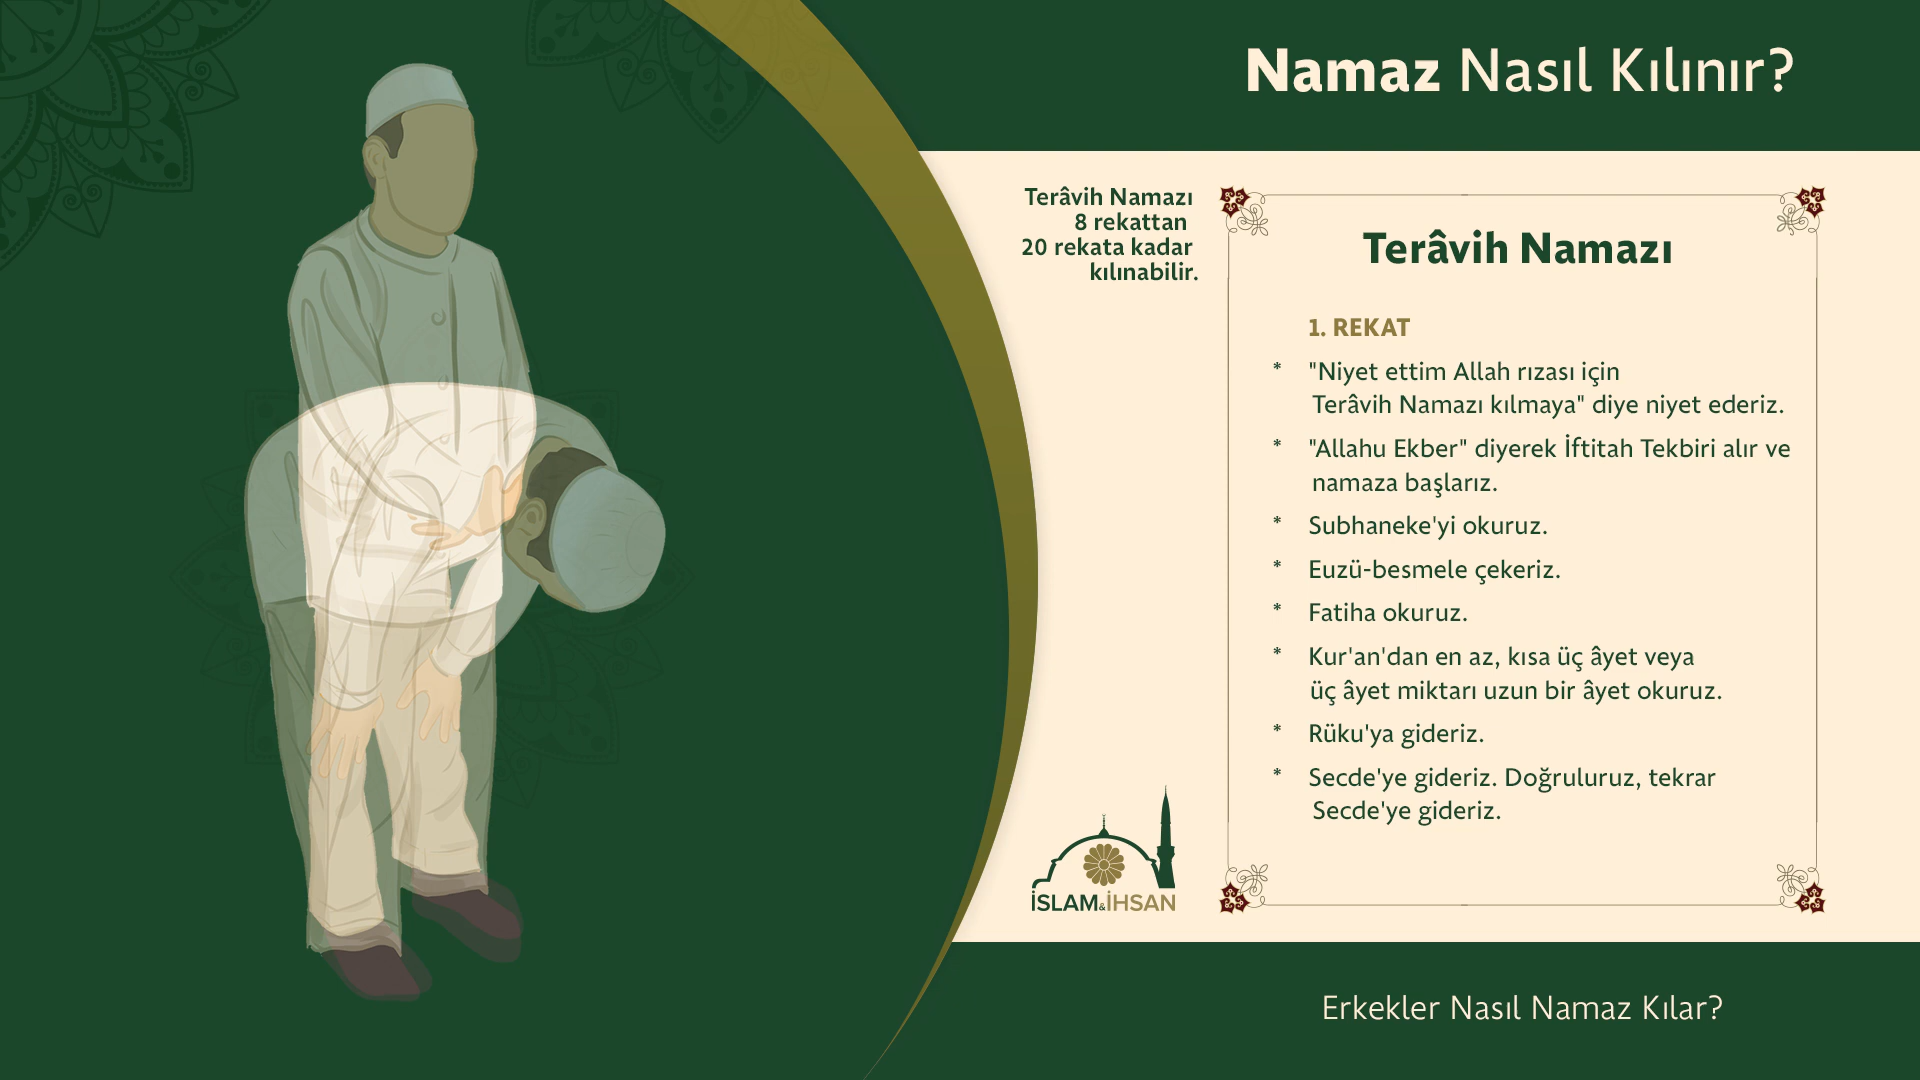 Namaz Nasıl Kılınır?
Terâvih Namazı
8 rekattan
20 rekata kadar
kılınabilir.
Terâvih Namazı
1. REKAT
* "Niyet ettim Allah rızası için
Terâvih Namazı kılmaya" diye niyet ederiz.
* "Allahu Ekber" diyerek İftitah Tekbiri alır ve
namaza başlarız.
* Subhaneke'yi okuruz.
* Euzü-besmele çekeriz.
* Fatiha okuruz.
* Kur'an'dan en az, kısa üç âyet veya
üç âyet miktarı uzun bir âyet okuruz.
* Rüku'ya gideriz.
* Secde'ye gideriz. Doğruluruz, tekrar
Secde'ye gideriz.
İSLAM&İHSAN
Erkekler Nasıl Namaz Kılar?